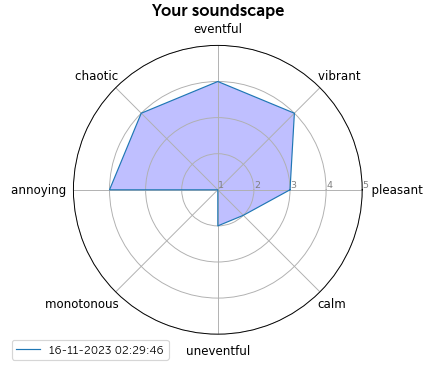 Your soundscape
eventful
chaotic
vibrant
annoying
1 2 3 4 5
pleasant
monotonous
calm
uneventful
16-11-2023 02:29:46